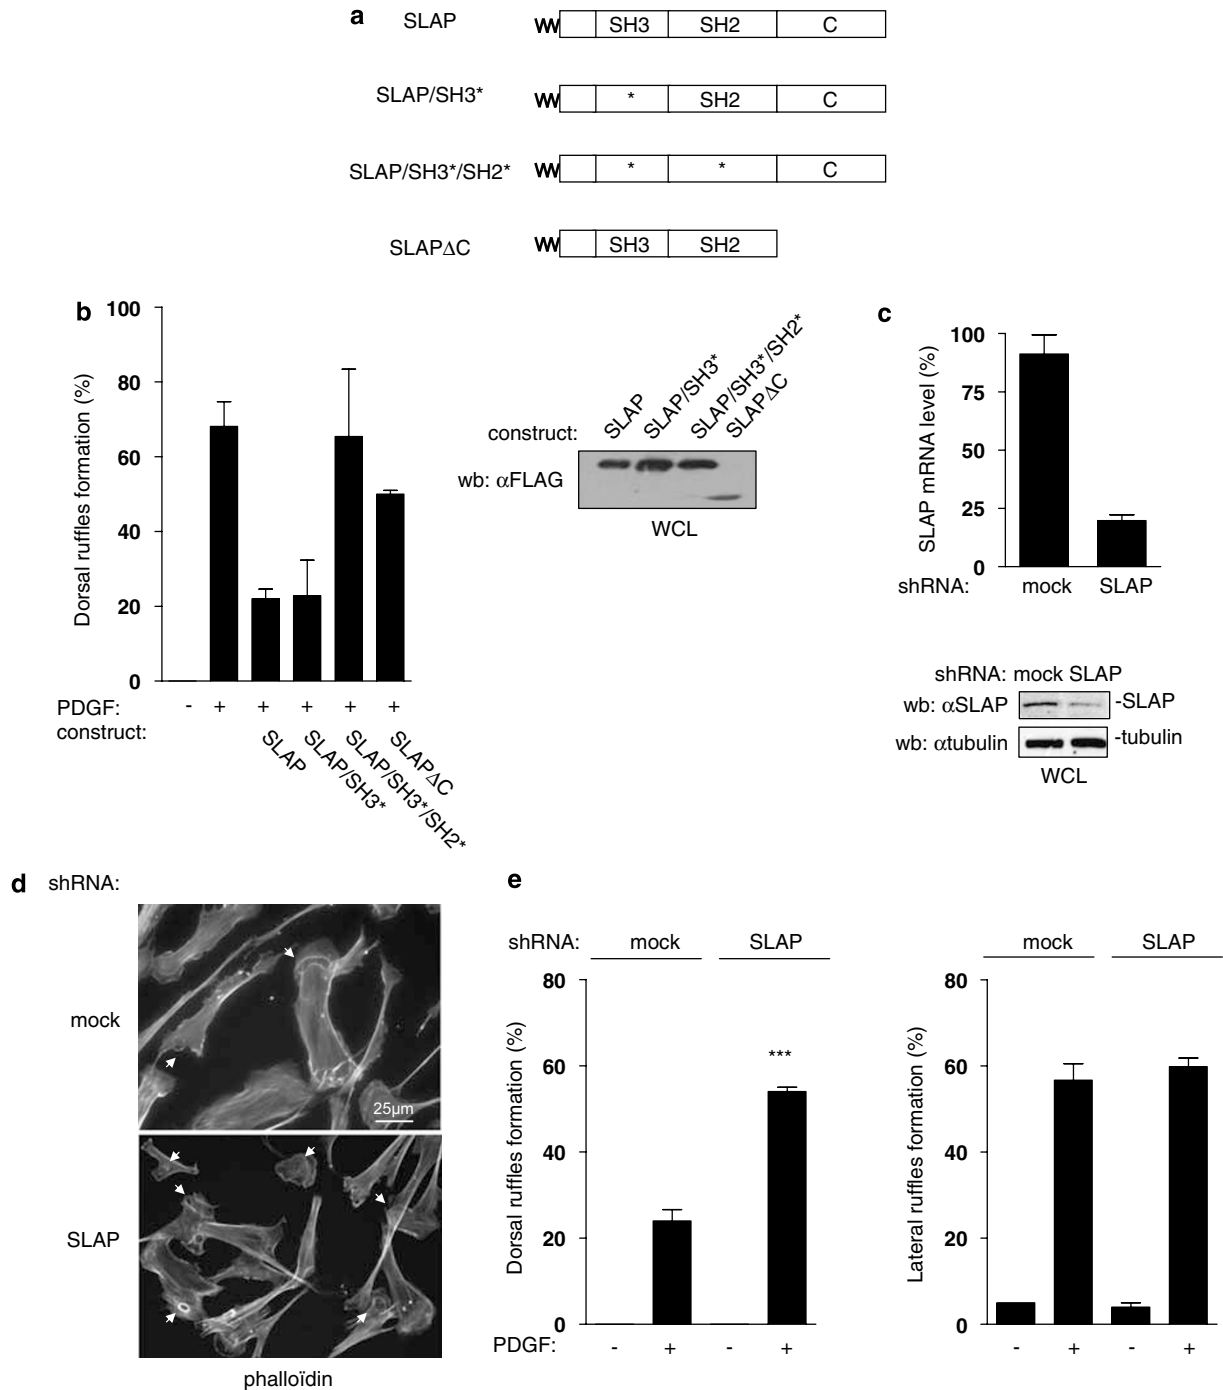 a
SLAP
SH3 SH2 C
SLAP/SH3*
* SH2 C
SLAP/SH3*/SH2*
* * C
SLAPΔC
SH3 SH2
b
Dorsal ruffles formation (%)
100
80
60
40
20
0
PDGF: - + + + + +
construct:
SLAP
SLAP/SH3*
SLAP/SH3*/SH2*
SLAPΔC
construct:
SLAP
SLAP/SH3*
SLAP/SH3*/SH2*
SLAPΔC
wb: αFLAG
WCL
c
SLAP mRNA level (%)
100
75
50
25
0
shRNA: mock SLAP
shRNA: mock SLAP
wb: αSLAP -SLAP
wb: αtubulin -tubulin
WCL
d shRNA:
mock
25µm
SLAP
phalloïdin
e
shRNA: mock SLAP
Dorsal ruffles formation (%)
80
60
40
20
0
***
PDGF: - + - +
mock SLAP
Lateral ruffles formation (%)
80
60
40
20
0
- + - +